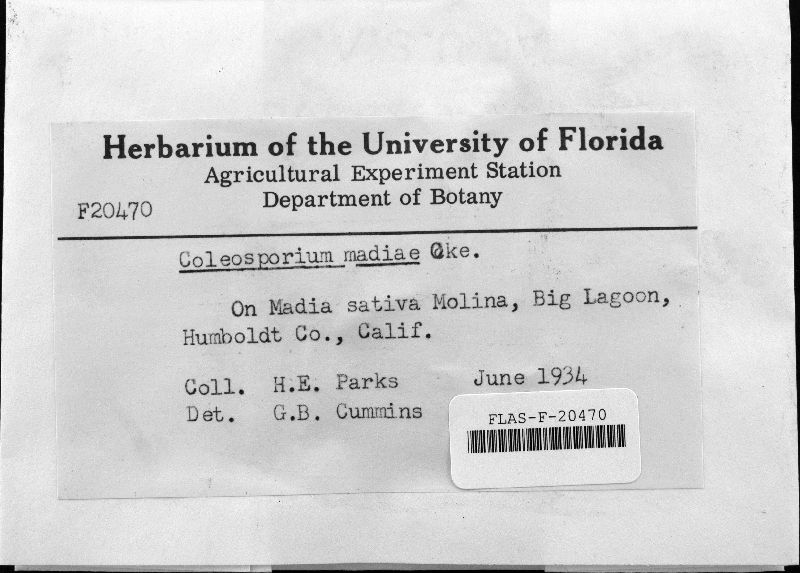 Herbarium of the University of Florida
Agricultural Experiment Station
Department of Botany
F20470
Coleosporium madiae Cke.
On Madia sativa Molina, Big Lagoon,
Humboldt Co., Calif.
Coll. H.E. Parks June 1934
Det. G.B. Cummins
FLAS-F-20470